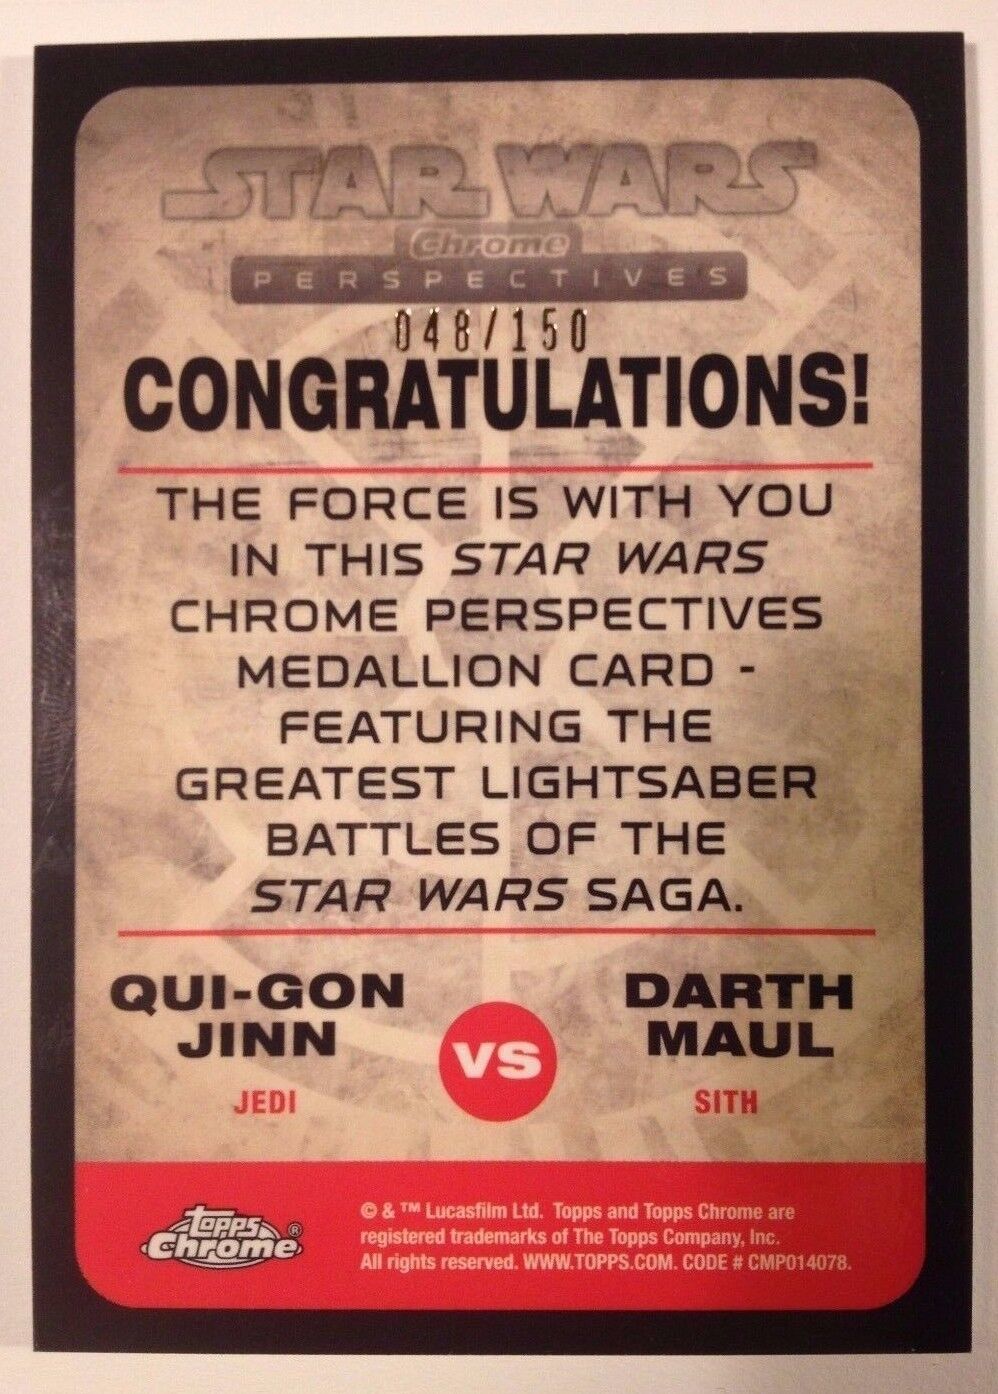 STAR WARS
Chrome
PERSPECTIVES
048/150
CONGRATULATIONS!
THE FORCE IS WITH YOU
IN THIS STAR WARS
CHROME PERSPECTIVES
MEDALLION CARD -
FEATURING THE
GREATEST LIGHTSABER
BATTLES OF THE
STAR WARS SAGA.
QUI-GON
JINN
JEDI
VS
DARTH
MAUL
SITH
topps
Chrome®
© & ™ Lucasfilm Ltd. Topps and Topps Chrome are
registered trademarks of The Topps Company, Inc.
All rights reserved. WWW.TOPPS.COM. CODE # CMP014078.